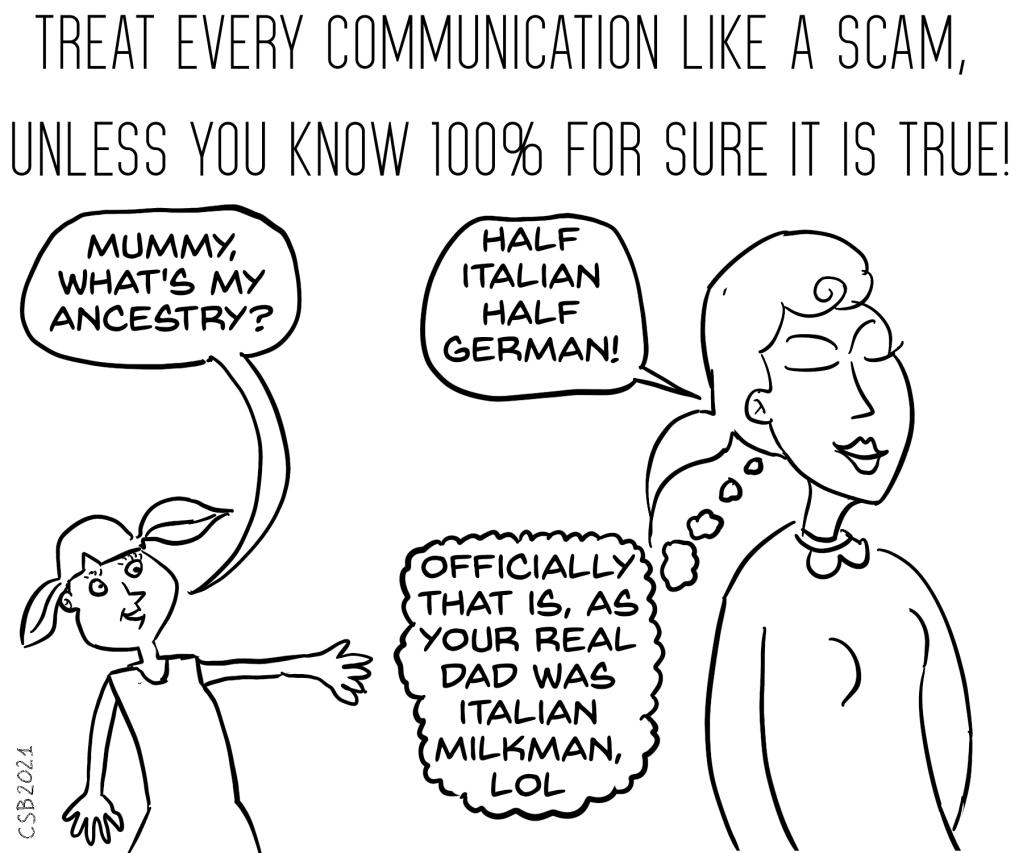 TREAT EVERY COMMUNICATION LIKE A SCAM,
UNLESS YOU KNOW 100% FOR SURE IT IS TRUE!
MUMMY,
WHAT'S MY
ANCESTRY?
HALF
ITALIAN
HALF
GERMAN!
OFFICIALLY
THAT IS, AS
YOUR REAL
DAD WAS
ITALIAN
MILKMAN,
LOL
CSB2021